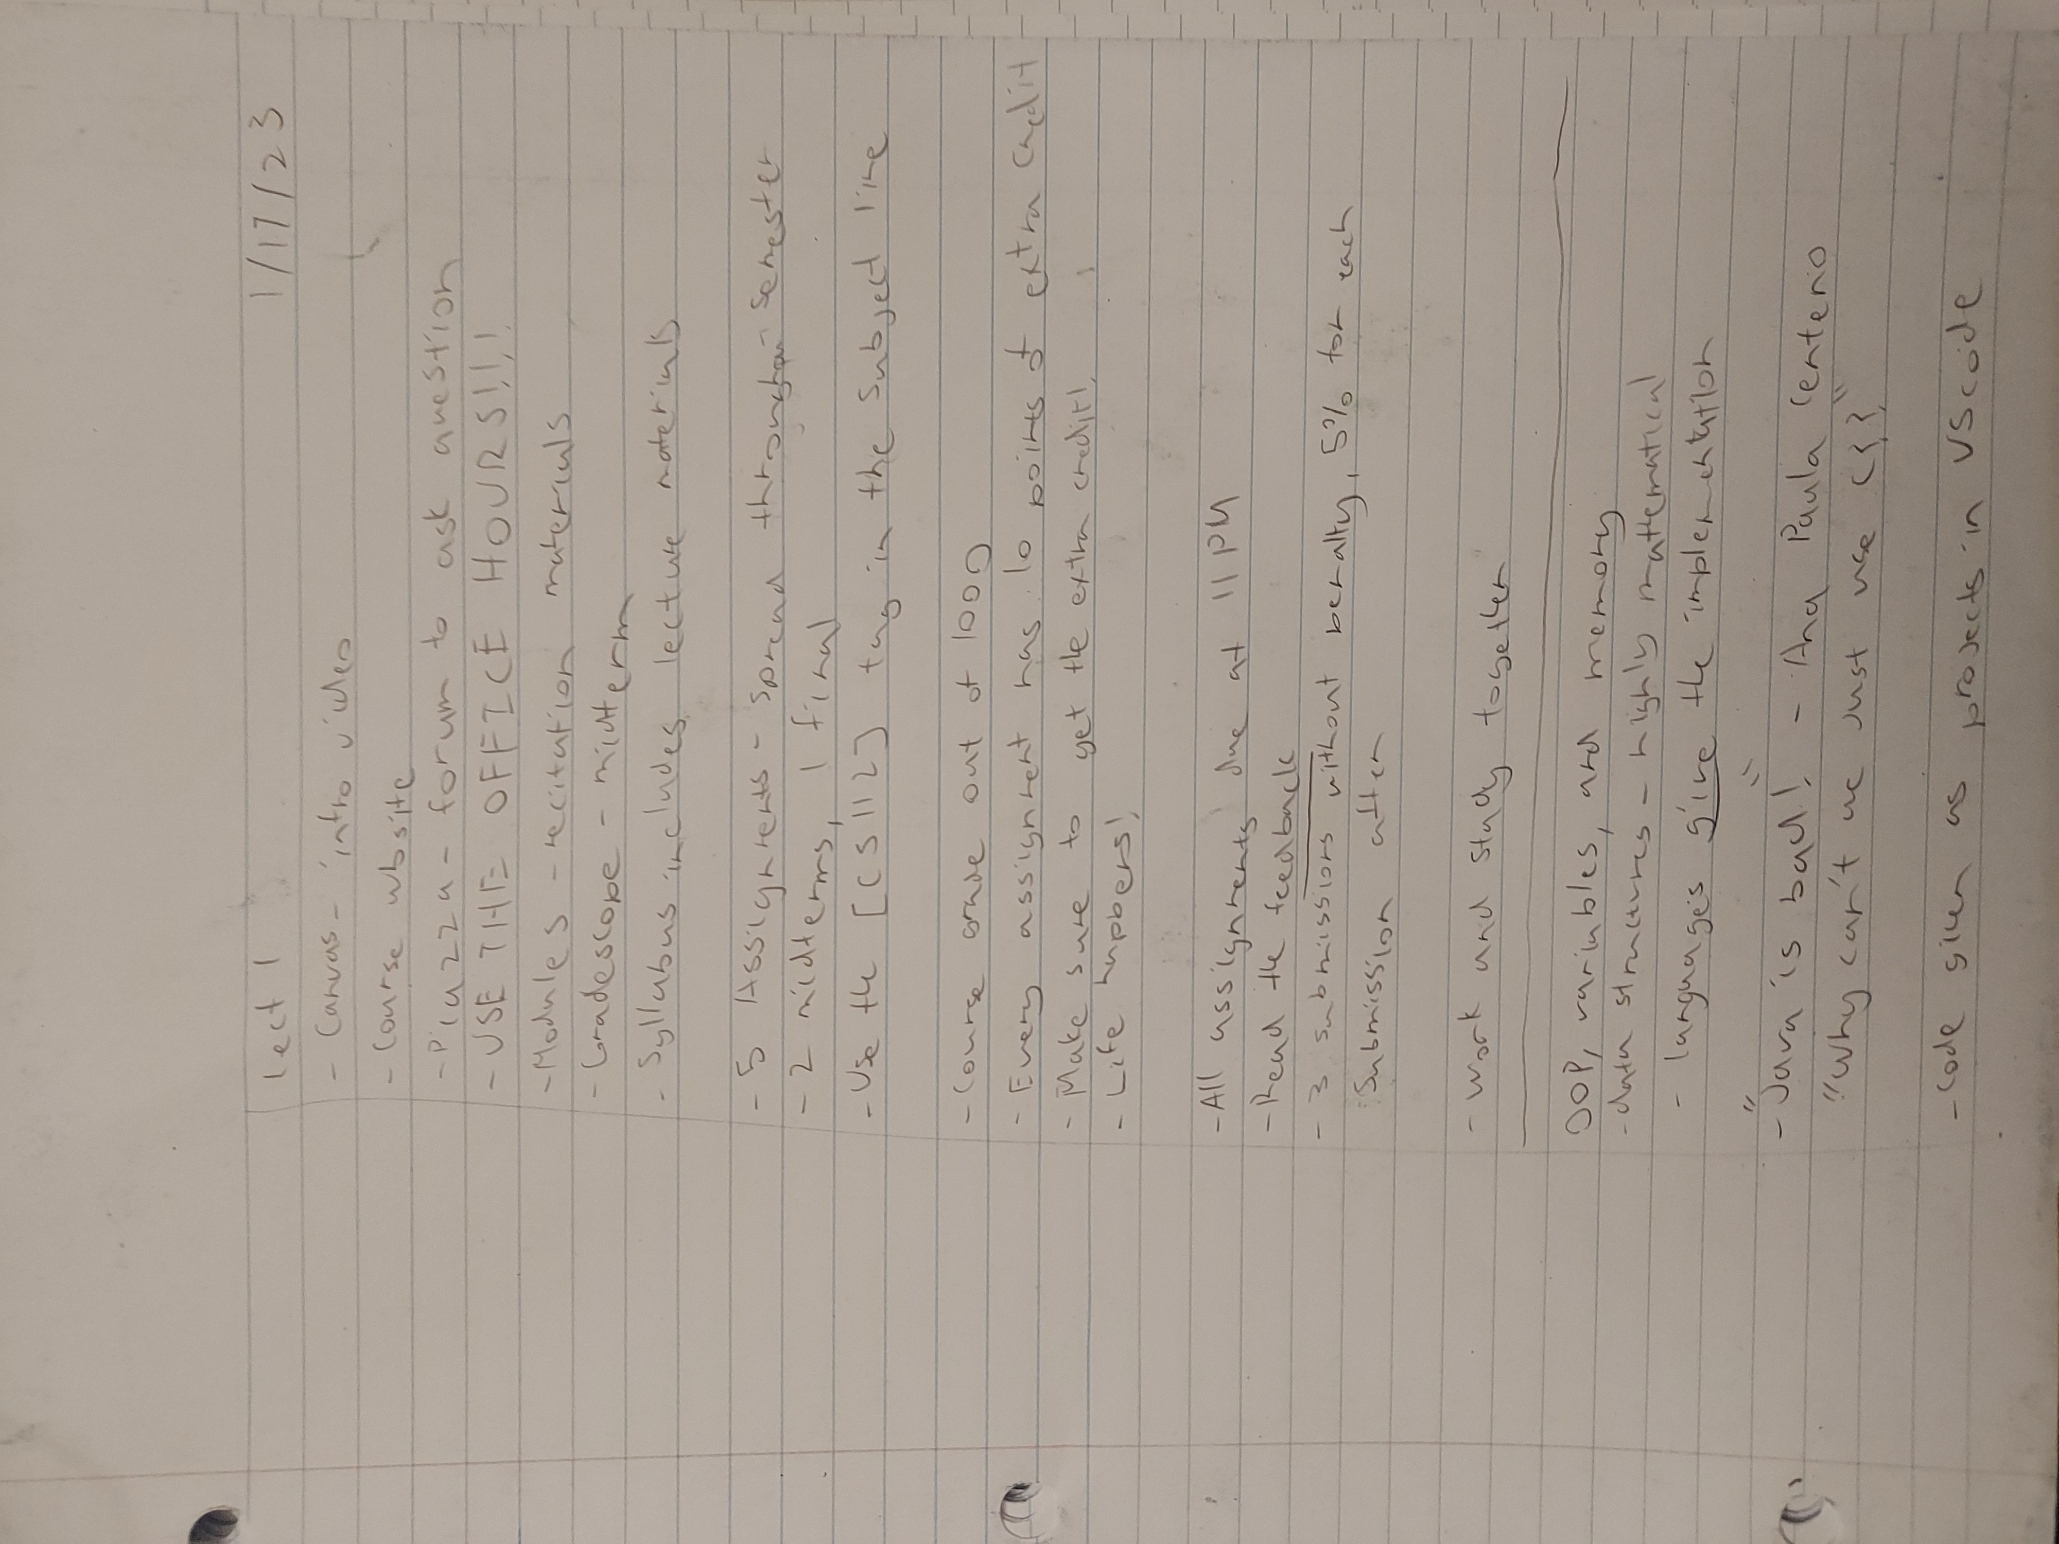 Lect 1 1/17/23
- Canvas - intro video
- Course wbsite
- Piazza - forum to ask question
- USE THE OFFICE HOURS!!!
- Modules - recitation materials
- Gradescope - midterm
- Syllabus includes lecture materials
- 5 Assignments - spread throughout semester
- 2 midterms, 1 final
- Use the [CS112] tag in the subject line
- Course grade out of 1000
- Every assignment has 10 points of extra credit
- Make sure to get the extra credit!
- Life happens!
- All assignments due at 11 PM
- Read the feedback
- 3 submissions without penalty, 5% for each
submission after
- Work and study together
OOP, variables, and memory
- data structures - highly mathematical
- languages give the implementation
- "Java is bad!" - Ana Paula Centeno
"Why can't we just use C??"
- Code given as projects in VScode